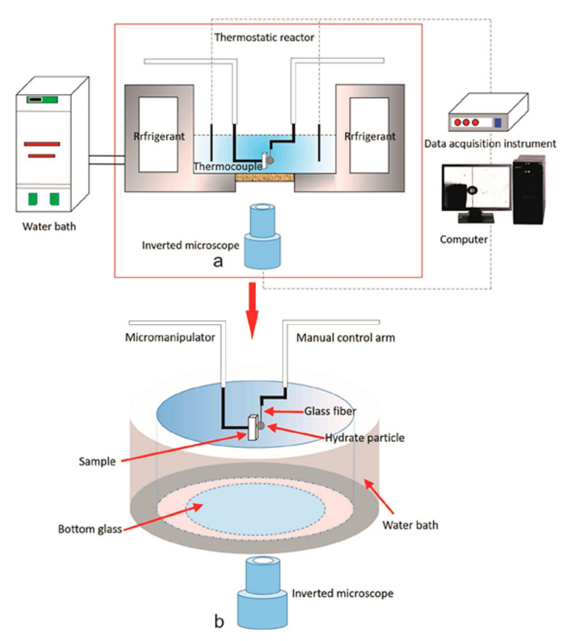 Thermostatic reactor
Rrfrigerant
Rrfrigerant
Thermocouple
Data acquisition instrument
Water bath
Inverted microscope
Computer
a
Micromanipulator
Manual control arm
Glass fiber
Hydrate particle
Sample
Bottom glass
Water bath
Inverted microscope
b